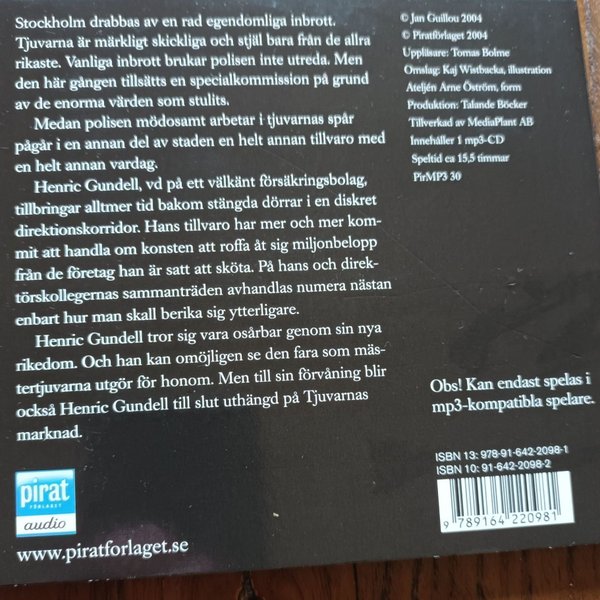 Stockholm drabbas av en rad egendomliga inbrott.
Tjuvarna är märkligt skickliga och stjäl bara från de allra
rikaste. Vanliga inbrott brukar polisen inte utreda. Men
den här gången tillsätts en specialkommission på grund
av de enorma värden som stulits.
Medan polisen mödosamt arbetar i tjuvarnas spår
pågår i en annan del av staden en helt annan tillvaro med
en helt annan vardag.
Henric Gundell, vd på ett välkänt försäkringsbolag,
tillbringar alltmer tid bakom stängda dörrar i en diskret
direktionskorridor. Hans tillvaro har mer och mer kom-
mit att handla om konsten att roffa åt sig miljonbelopp
från de företag han är satt att sköta. På hans och direk-
törskollegernas sammanträden avhandlas numera nästan
enbart hur man skall berika sig ytterligare.
Henric Gundell tror sig vara osårbar genom sin nya
rikedom. Och han kan omöjligen se den fara som mäs-
tertjuvarna utgör för honom. Men till sin förvåning blir
också Henric Gundell till slut uthängd på Tjuvarnas
marknad.
© Jan Guillou 2004
© Piratförlaget 2004
Uppläsare: Tomas Bolme
Omslag: Kaj Wistbacka, illustration
Ateljén Arne Öström, form
Produktion: Talande Böcker
Tillverkad av MediaPlant AB
Innehåller 1 mp3-CD
Speltid ca 15,5 timmar
PirMP3 30
Obs! Kan endast spelas i
mp3-kompatibla spelare.
ISBN 13: 978-91-642-2098-1
ISBN 10: 91-642-2098-2
9 789164 220981
pirat
FÖRLAGET
audio
www.piratforlaget.se